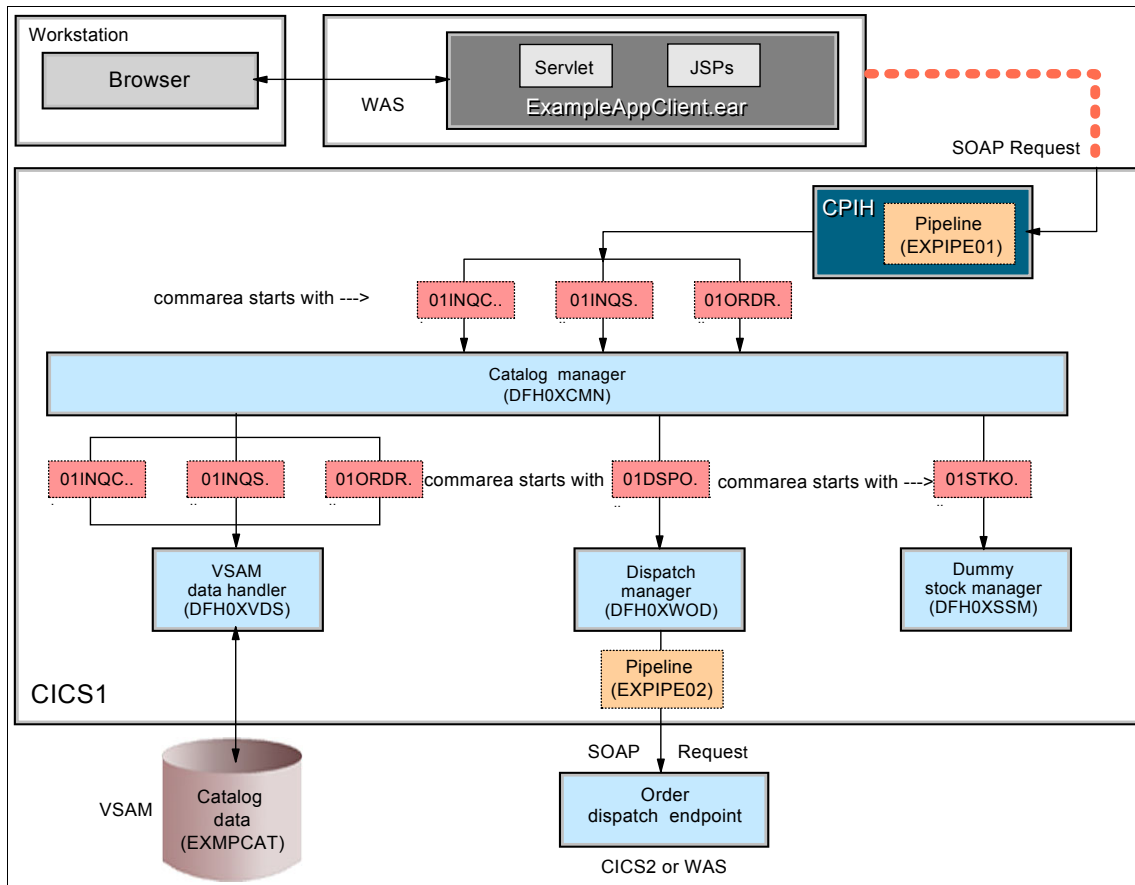 Workstation
Browser
WAS
Servlet
JSPs
ExampleAppClient.ear
SOAP Request
CPIH
Pipeline
(EXPIPE01)
commarea starts with --->
01INQC..
.
01INQS.
..
01ORDR.
..
Catalog manager
(DFH0XCMN)
01INQC..
.
01INQS.
..
01ORDR.
..
commarea starts with
01DSPO.
..
commarea starts with --->
01STKO.
..
VSAM
data handler
(DFH0XVDS)
Dispatch
manager
(DFH0XWOD)
Dummy
stock manager
(DFH0XSSM)
Pipeline
(EXPIPE02)
CICS1
SOAP Request
VSAM
Catalog
data
(EXMPCAT)
Order
dispatch endpoint
CICS2 or WAS